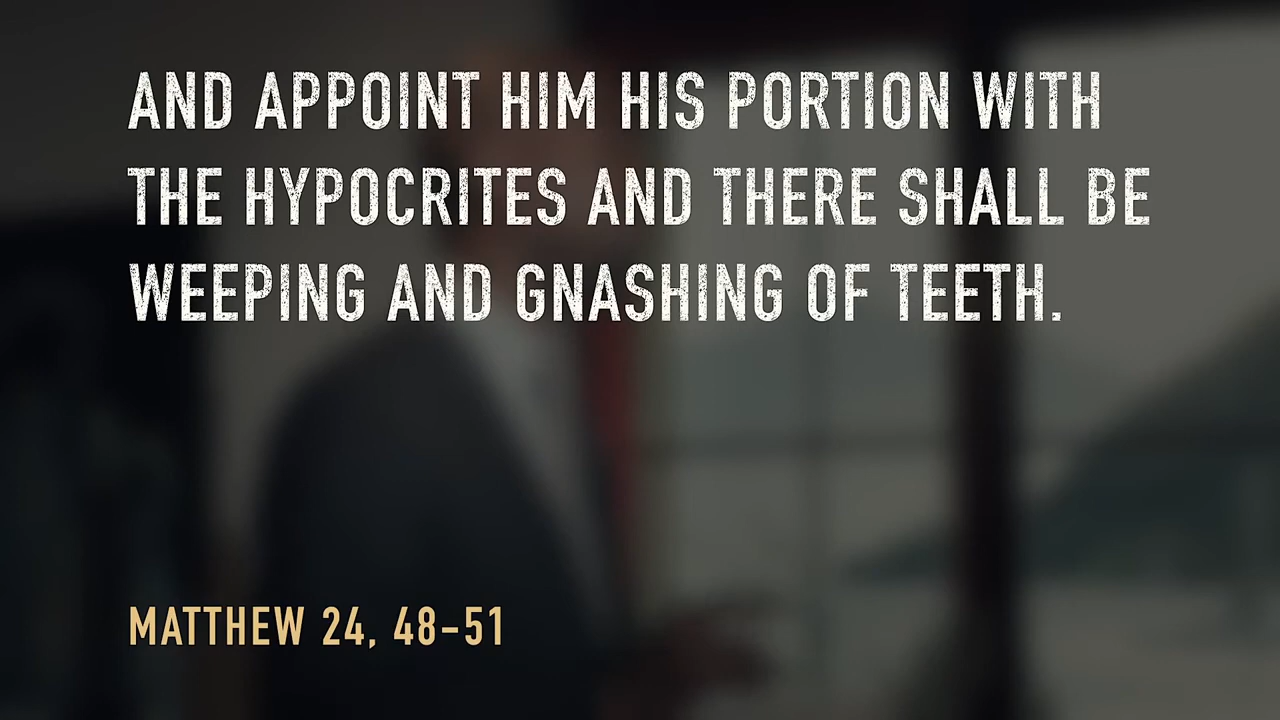 AND APPOINT HIM HIS PORTION WITH
THE HYPOCRITES AND THERE SHALL BE
WEEPING AND GNASHING OF TEETH.
MATTHEW 24, 48-51